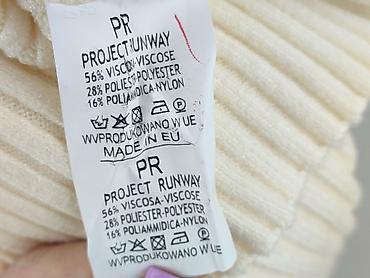 PR
PROJECT RUNWAY
56% VISCOSA-VISCOSE
28% POLIESTER-POLYESTER
16% POLIAMMIDICA-NYLON
WYPRODUKOWANO W UE
MADE IN EU
PR
PROJECT RUNWAY
56% VISCOSA-VISCOSE
28% POLIESTER-POLYESTER
16% POLIAMMIDICA-NYLON
WYPRODUKOWANO W UE